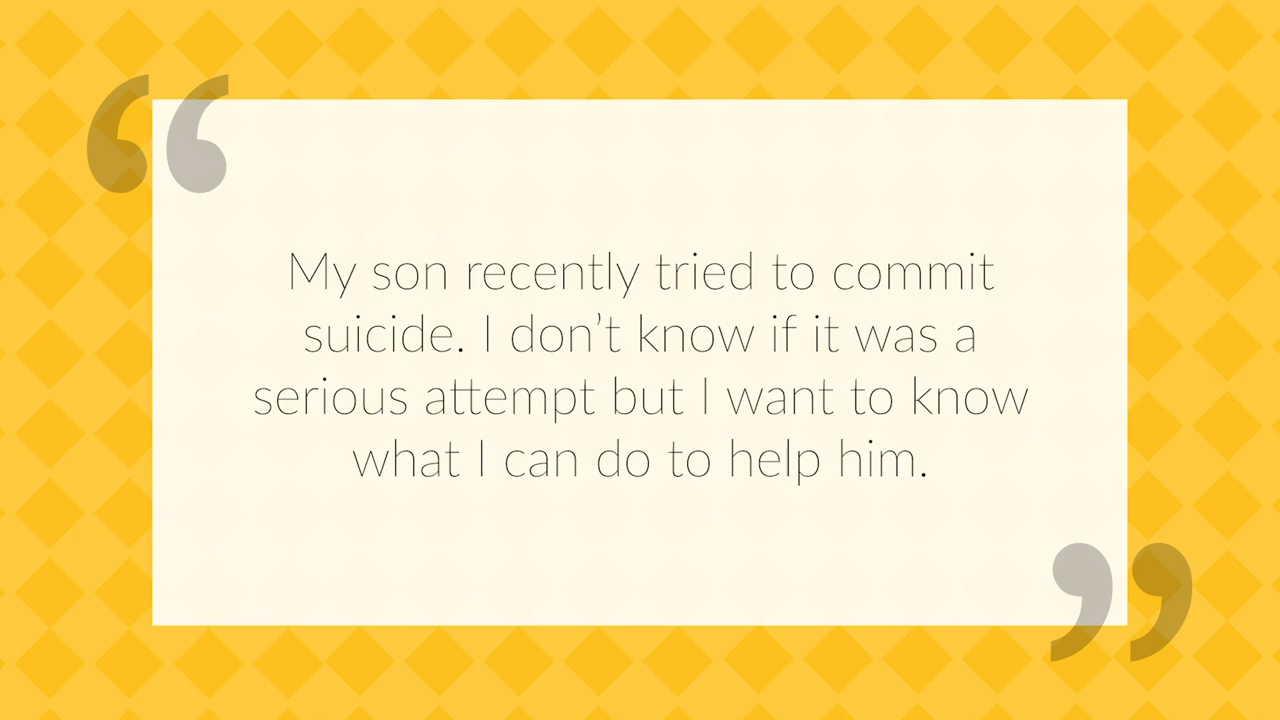 “
My son recently tried to commit
suicide. I don’t know if it was a
serious attempt but I want to know
what I can do to help him.
”